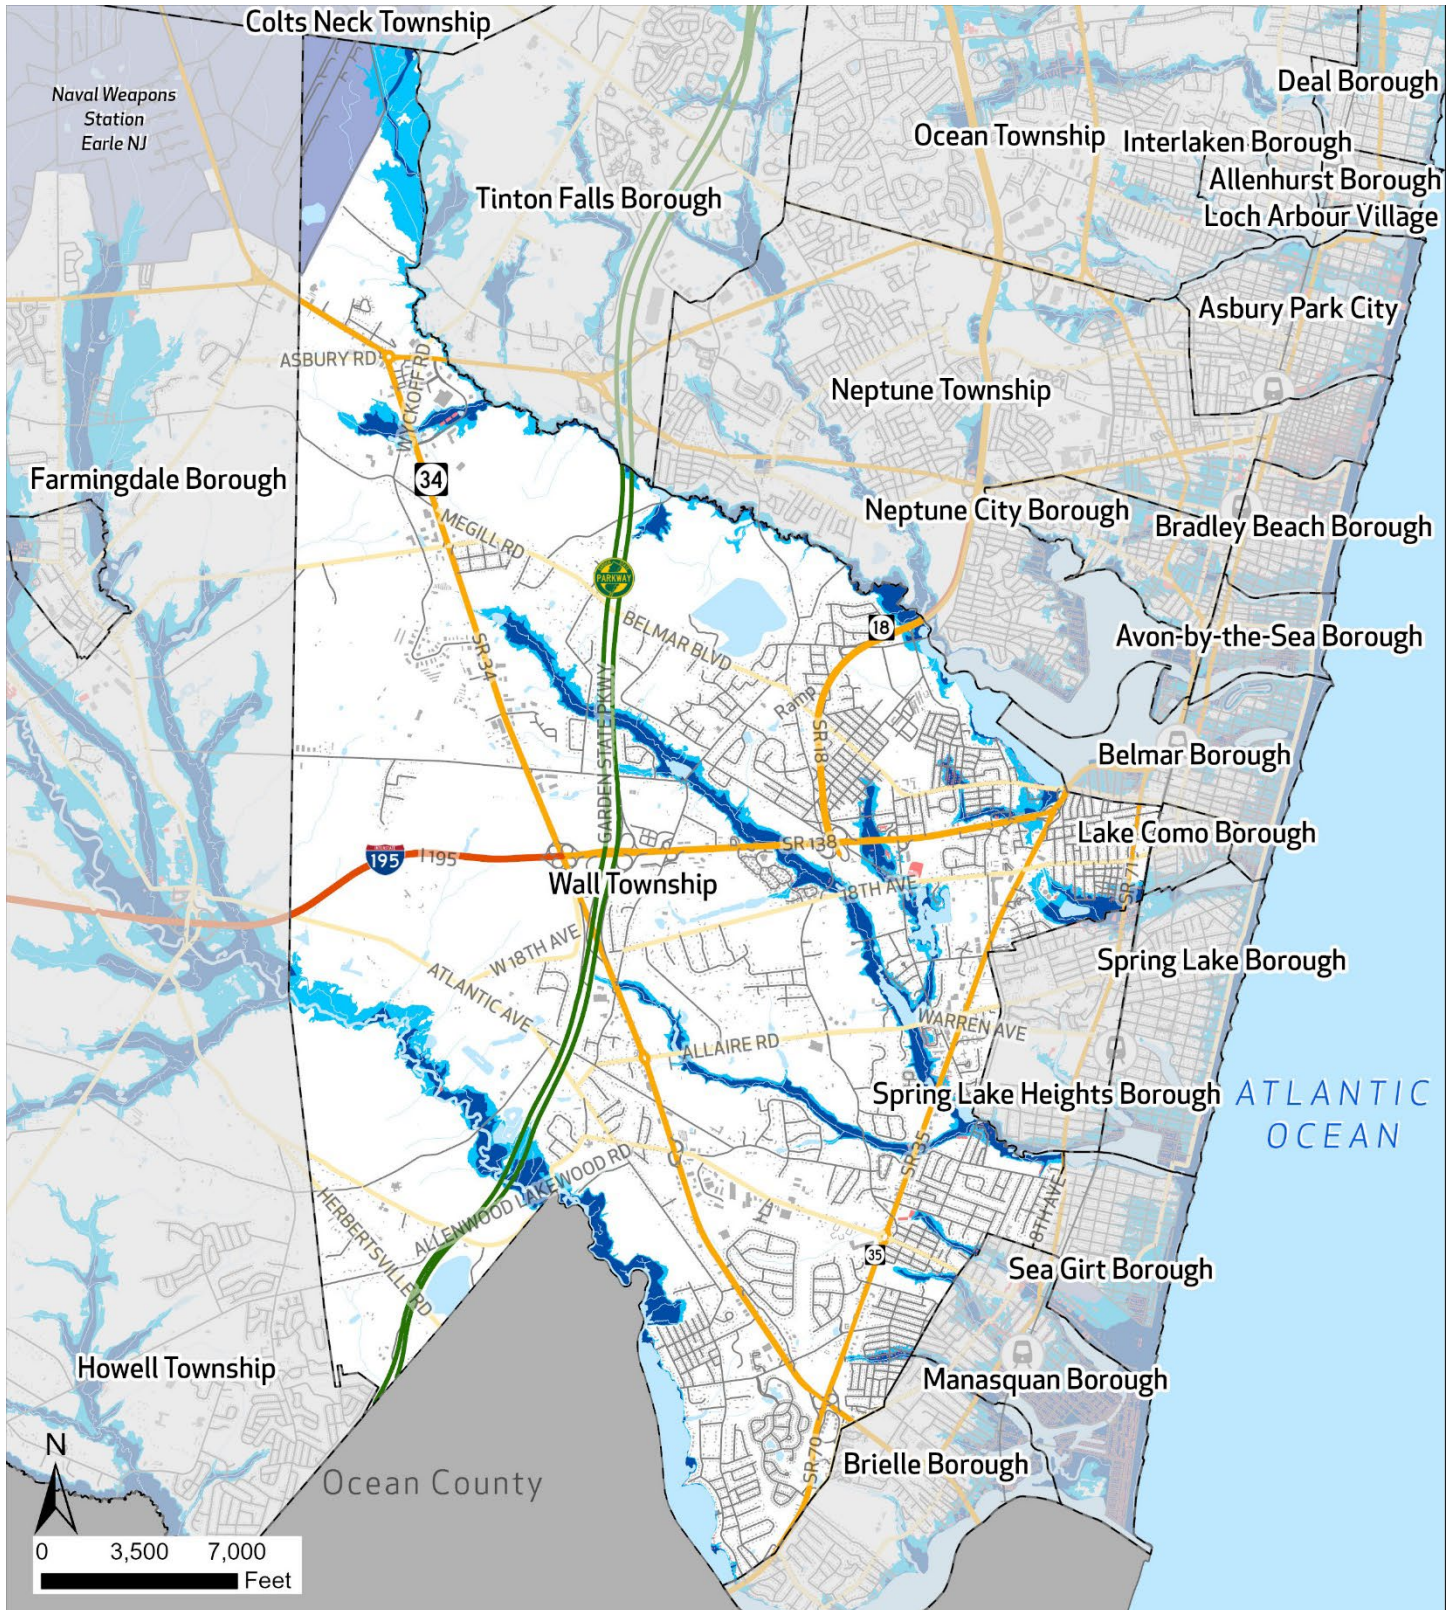 Colts Neck Township
Naval Weapons
Station
Earle NJ
Deal Borough
Ocean Township
Interlaken Borough
Allenhurst Borough
Tinton Falls Borough
Loch Arbour Village
Asbury Park City
ASBURY RD
WYCKOFF RD
Neptune Township
Farmingdale Borough
34
MEGILL RD
Neptune City Borough
Bradley Beach Borough
PARKWAY
BELMAR BLVD
18
Avon-by-the-Sea Borough
SR 34
GARDEN STATE PKWY
Ramp
SR 18
Belmar Borough
Lake Como Borough
SR 138
195
I 195
Wall Township
18TH AVE
SR 71
W 18TH AVE
ATLANTIC AVE
Spring Lake Borough
WARREN AVE
ALLAIRE RD
Spring Lake Heights Borough
ATLANTIC
OCEAN
SR 35
ALLENWOOD LAKEWOOD RD
HERBERTSVILLE RD
8TH AVE
35
Sea Girt Borough
Howell Township
Manasquan Borough
SR 70
Brielle Borough
Ocean County
N
0 3,500 7,000
Feet